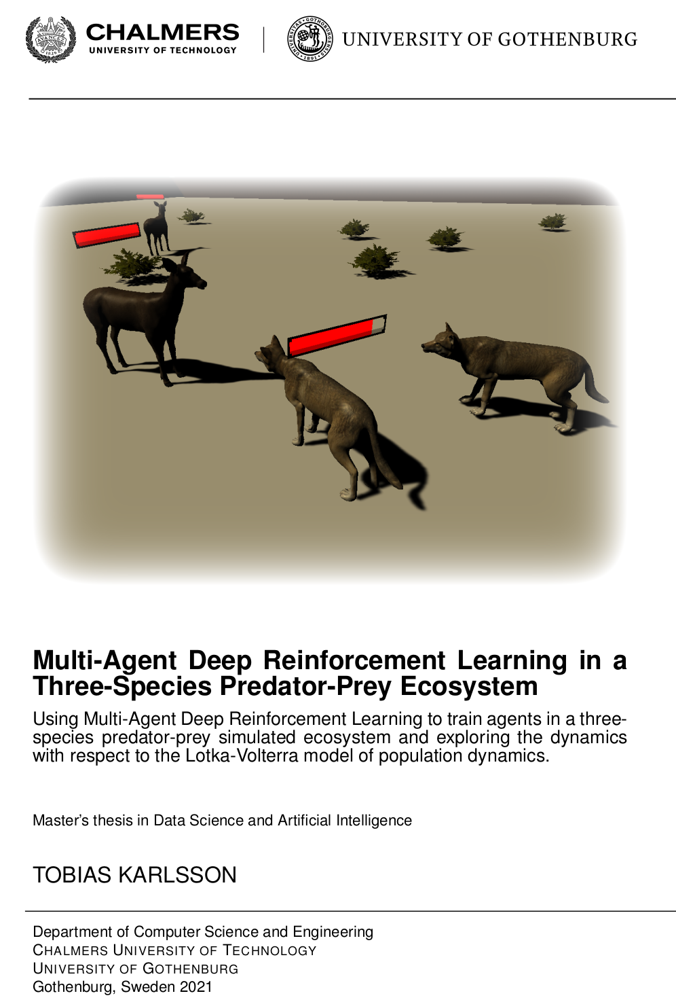 CHALMERS
UNIVERSITY OF TECHNOLOGY
UNIVERSITY OF GOTHENBURG
Multi-Agent Deep Reinforcement Learning in a
Three-Species Predator-Prey Ecosystem
Using Multi-Agent Deep Reinforcement Learning to train agents in a three-
species predator-prey simulated ecosystem and exploring the dynamics
with respect to the Lotka-Volterra model of population dynamics.
Master's thesis in Data Science and Artificial Intelligence
TOBIAS KARLSSON
Department of Computer Science and Engineering
CHALMERS UNIVERSITY OF TECHNOLOGY
UNIVERSITY OF GOTHENBURG
Gothenburg, Sweden 2021